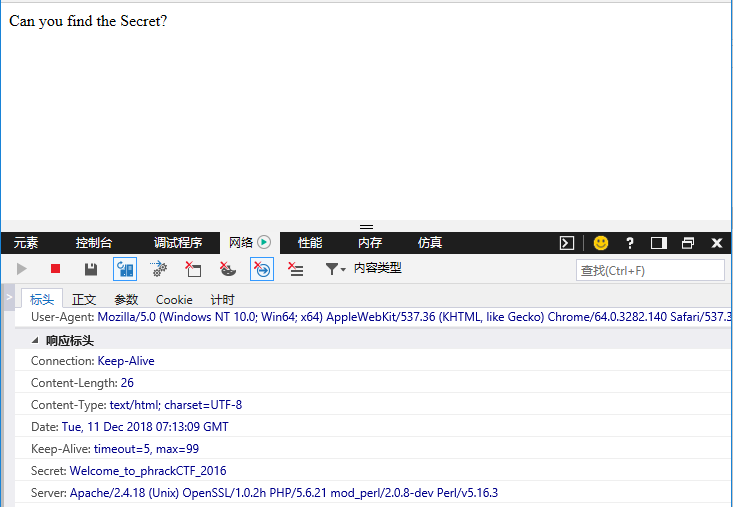 Can you find the Secret?
元素 控制台 调试程序 网络 性能 内存 仿真 ?
内容类型 查找(Ctrl+F)
标头 正文 参数 Cookie 计时
User-Agent: Mozilla/5.0 (Windows NT 10.0; Win64; x64) AppleWebKit/537.36 (KHTML, like Gecko) Chrome/64.0.3282.140 Safari/537.3
响应标头
Connection: Keep-Alive
Content-Length: 26
Content-Type: text/html; charset=UTF-8
Date: Tue, 11 Dec 2018 07:13:09 GMT
Keep-Alive: timeout=5, max=99
Secret: Welcome_to_phrackCTF_2016
Server: Apache/2.4.18 (Unix) OpenSSL/1.0.2h PHP/5.6.21 mod_perl/2.0.8-dev Perl/v5.16.3